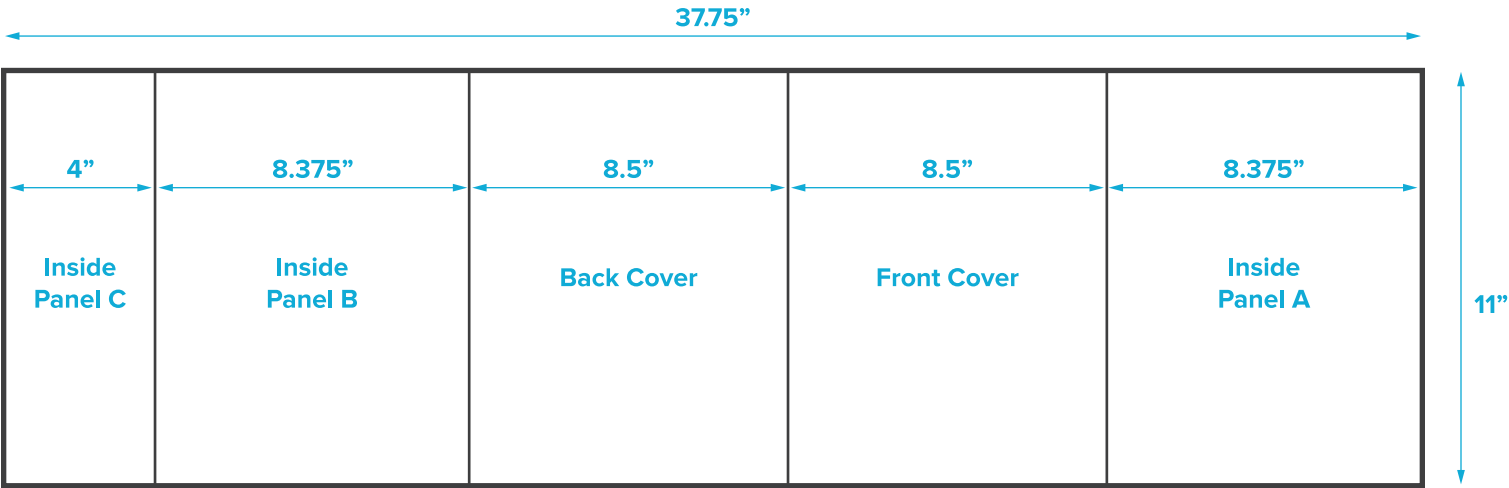 37.75”
4”
8.375”
8.5”
8.5”
8.375”
Inside
Panel C
Inside
Panel B
Back Cover
Front Cover
Inside
Panel A
11”